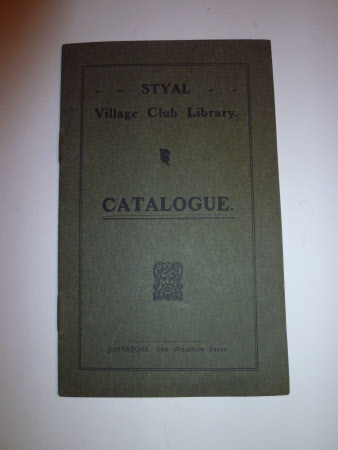 - - STYAL - -
Village Club Library.
CATALOGUE.
JOHNSTONE, The Wilmslow Press.